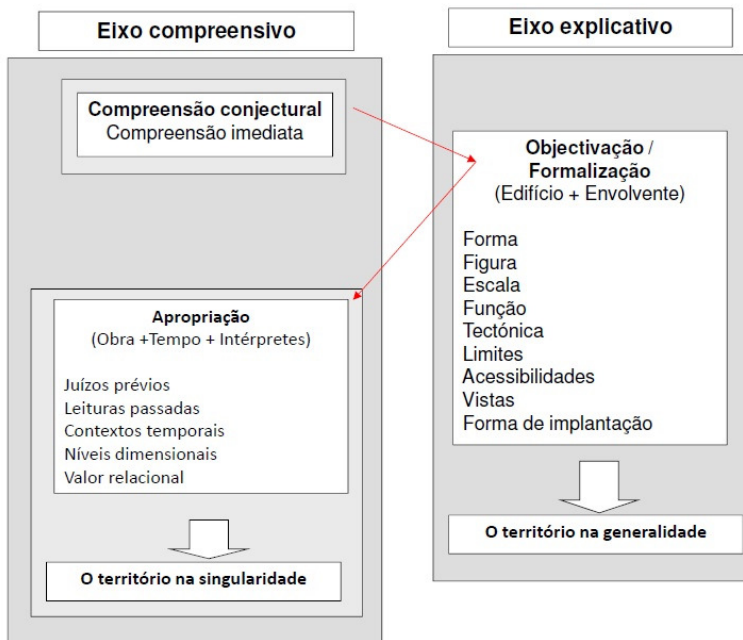 Eixo compreensivo
Compreensão conjectural
Compreensão imediata
Apropriação
(Obra +Tempo + Intérpretes)
Juízos prévios
Leituras passadas
Contextos temporais
Níveis dimensionais
Valor relacional
O território na singularidade
Eixo explicativo
Objectivação /
Formalização
(Edifício + Envolvente)
Forma
Figura
Escala
Função
Tectónica
Limites
Acessibilidades
Vistas
Forma de implantação
O território na generalidade